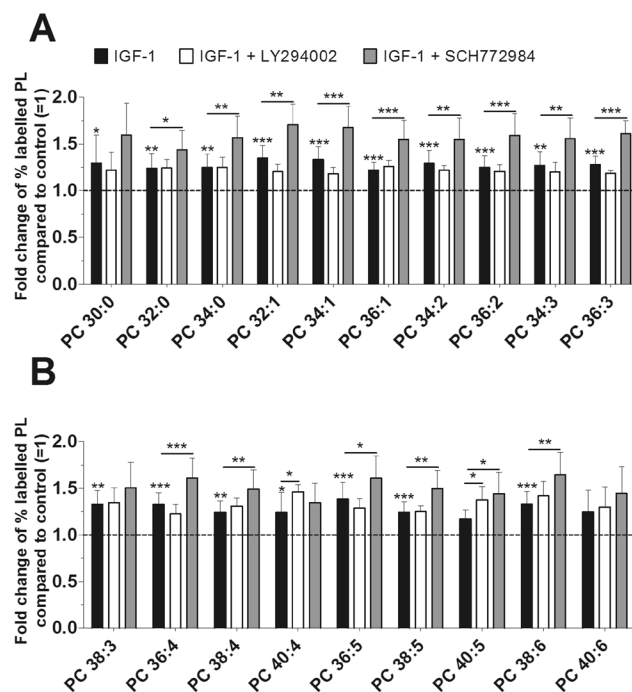 A
IGF-1 IGF-1 + LY294002 IGF-1 + SCH772984
Fold change of % labelled PL
compared to control (=1)
2.0
1.5
1.0
0.5
0.0
* ** * ** ** *** ** *** *** *** *** *** ** *** *** ** ** *** ***
PC 30:0 PC 32:0 PC 34:0 PC 32:1 PC 34:1 PC 36:1 PC 34:2 PC 36:2 PC 34:3 PC 36:3
B
Fold change of % labelled PL
compared to control (=1)
2.0
1.5
1.0
0.5
0.0
** *** *** ** ** * * *** * *** ** * * *** **
PC 38:3 PC 36:4 PC 38:4 PC 40:4 PC 36:5 PC 38:5 PC 40:5 PC 38:6 PC 40:6